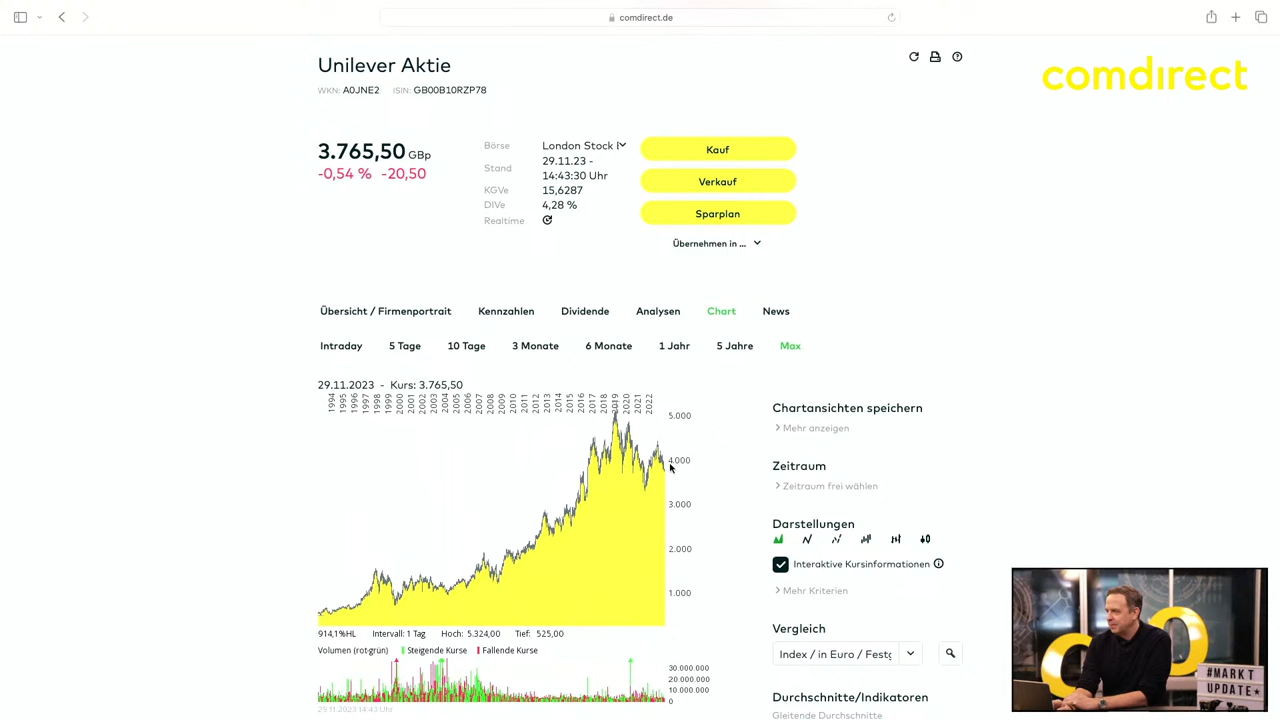 comdirect.de
Unilever Aktie
WKN: A0JNE2 ISIN: GB00B10RZP78
comdirect
3.765,50 GBp
-0,54 % -20,50
Börse London Stock E
Stand 29.11.23 -
14:43:30 Uhr
KGVe 15,6287
DIVe 4,28 %
Realtime
Kauf
Verkauf
Sparplan
Übernehmen in ...
Übersicht / Firmenportrait Kennzahlen Dividende Analysen Chart News
Intraday 5 Tage 10 Tage 3 Monate 6 Monate 1 Jahr 5 Jahre Max
29.11.2023 - Kurs: 3.765,50
1994 1995 1996 1997 1998 1999 2000 2001 2002 2003 2004 2005 2006 2007 2008 2009 2010 2011 2012 2013 2014 2015 2016 2017 2018 2019 2020 2021 2022
5.000
4.000
3.000
2.000
1.000
914,1%HL Intervall: 1 Tag Hoch: 5.324,00 Tief: 525,00
Volumen (rot-grün) Steigende Kurse Fallende Kurse
30.000.000
20.000.000
10.000.000
0
29.11.2023 14:43 Uhr
Chartansichten speichern
Mehr anzeigen
Zeitraum
Zeitraum frei wählen
Darstellungen
Interaktive Kursinformationen
Mehr Kriterien
Vergleich
Index / in Euro / Festg
Durchschnitte/Indikatoren
Gleitende Durchschnitte
#MARKT
UPDATE